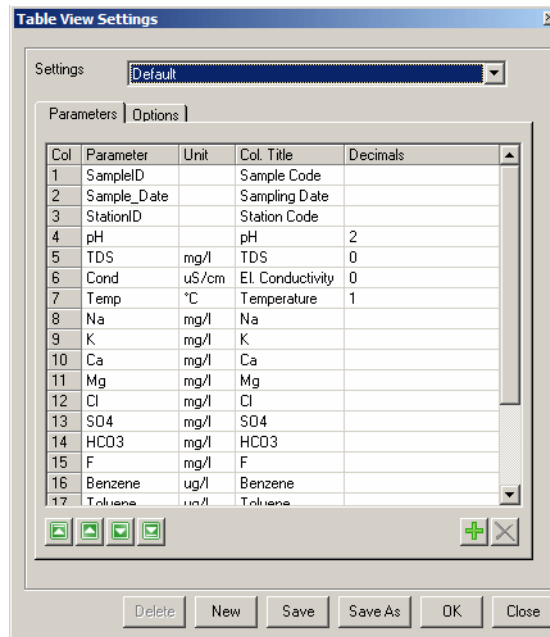 Table View Settings
Settings Default
Parameters Options
Col Parameter Unit Col. Title Decimals
1 SampleID Sample Code
2 Sample_Date Sampling Date
3 StationID Station Code
4 pH pH 2
5 TDS mg/l TDS 0
6 Cond uS/cm El. Conductivity 0
7 Temp °C Temperature 1
8 Na mg/l Na
9 K mg/l K
10 Ca mg/l Ca
11 Mg mg/l Mg
12 Cl mg/l Cl
13 SO4 mg/l SO4
14 HCO3 mg/l HCO3
15 F mg/l F
16 Benzene ug/l Benzene
17 Toluene ug/l Toluene
Delete New Save Save As OK Close